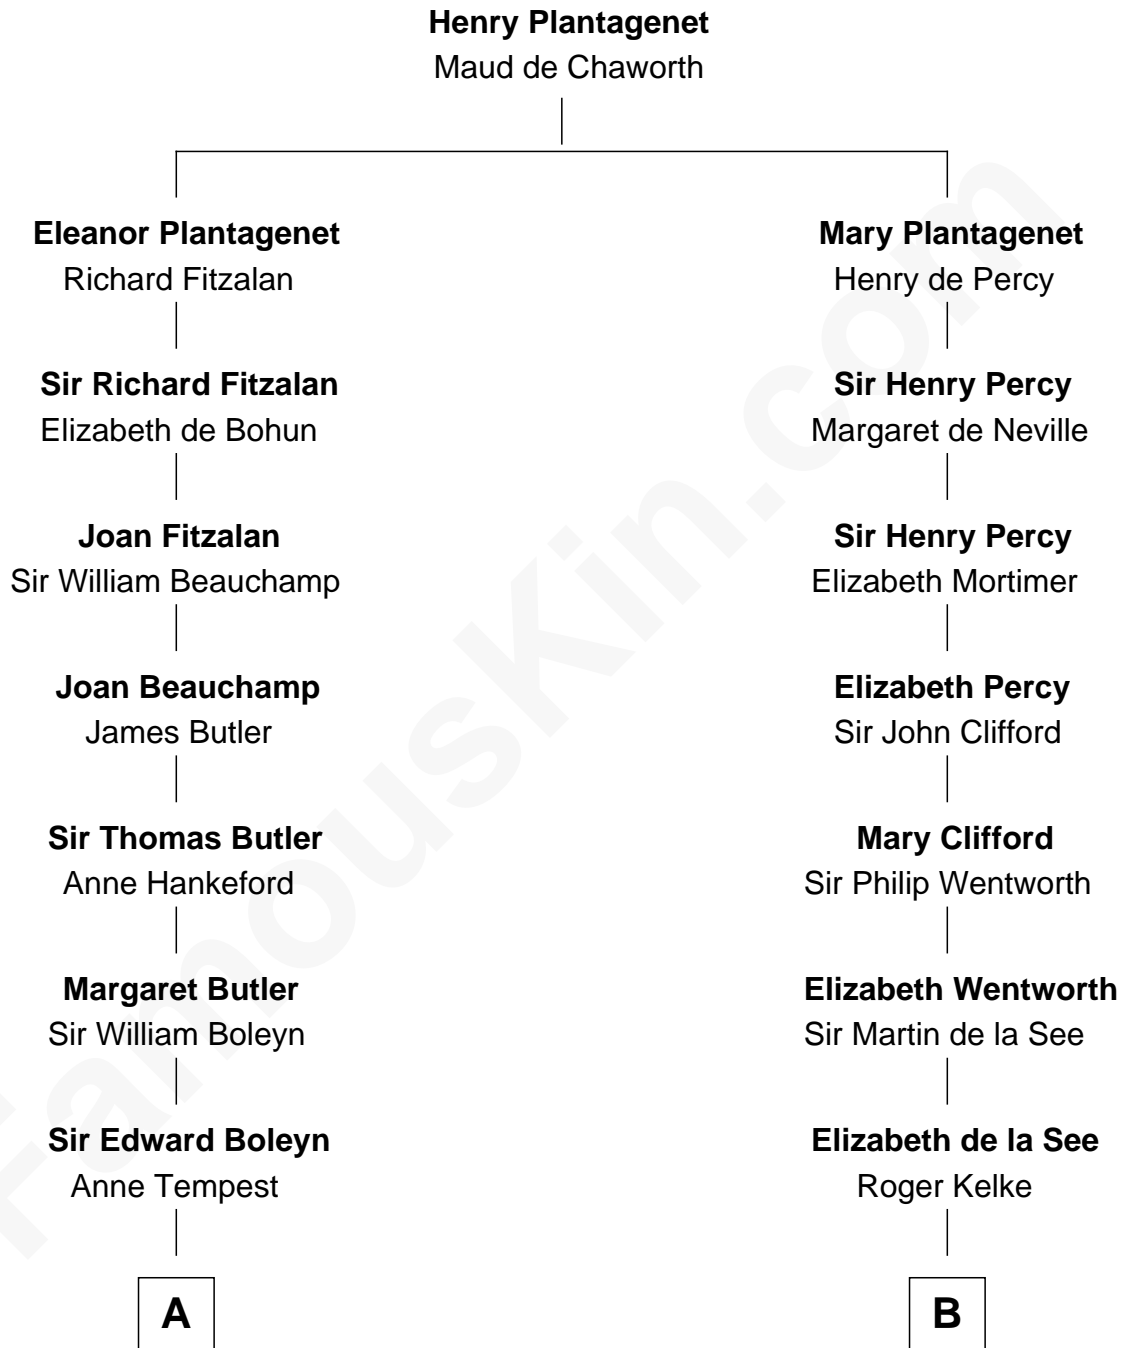 Henry Plantagenet
Maud de Chaworth
Eleanor Plantagenet
Richard Fitzalan
Mary Plantagenet
Henry de Percy
Sir Richard Fitzalan
Elizabeth de Bohun
Sir Henry Percy
Margaret de Neville
Joan Fitzalan
Sir William Beauchamp
Sir Henry Percy
Elizabeth Mortimer
Joan Beauchamp
James Butler
Elizabeth Percy
Sir John Clifford
Sir Thomas Butler
Anne Hankeford
Mary Clifford
Sir Philip Wentworth
Margaret Butler
Sir William Boleyn
Elizabeth Wentworth
Sir Martin de la See
Sir Edward Boleyn
Anne Tempest
Elizabeth de la See
Roger Kelke
A
B
FamousKin.com